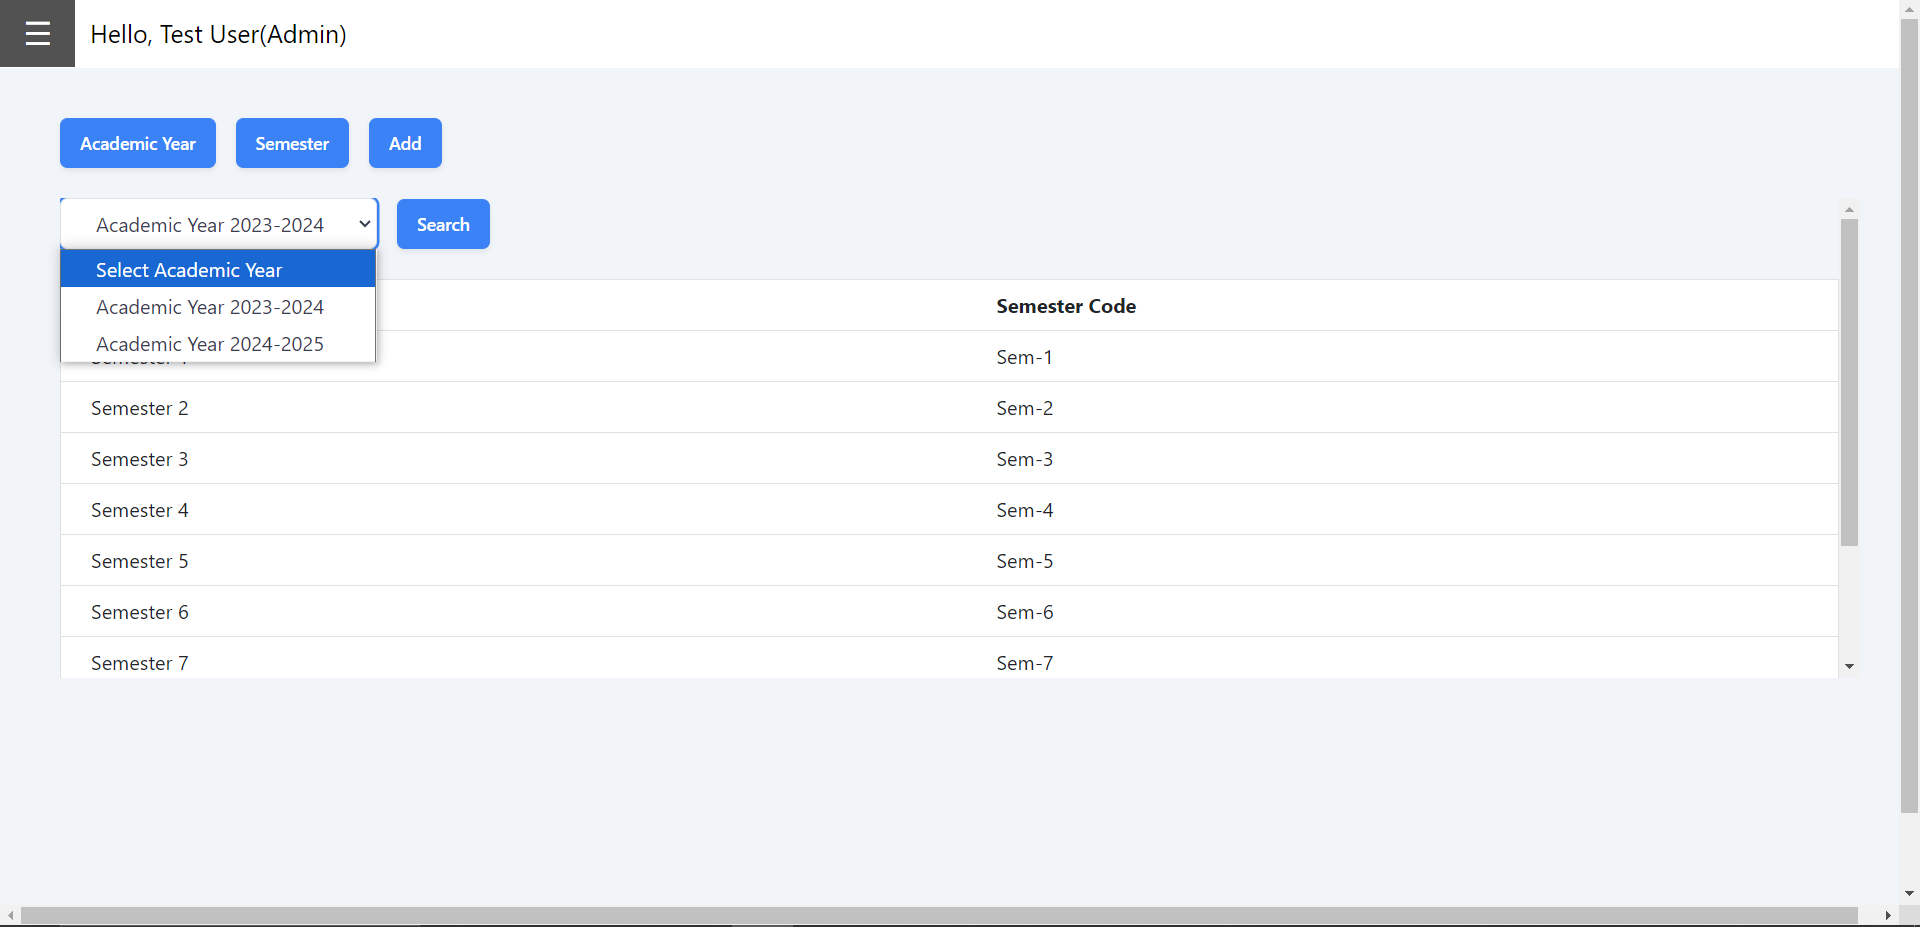 ☰ Hello, Test User(Admin)
Academic Year Semester Add
Academic Year 2023-2024 Search
Select Academic Year
Academic Year 2023-2024
Academic Year 2024-2025
Semester Code
Sem-1
Semester 2 Sem-2
Semester 3 Sem-3
Semester 4 Sem-4
Semester 5 Sem-5
Semester 6 Sem-6
Semester 7 Sem-7